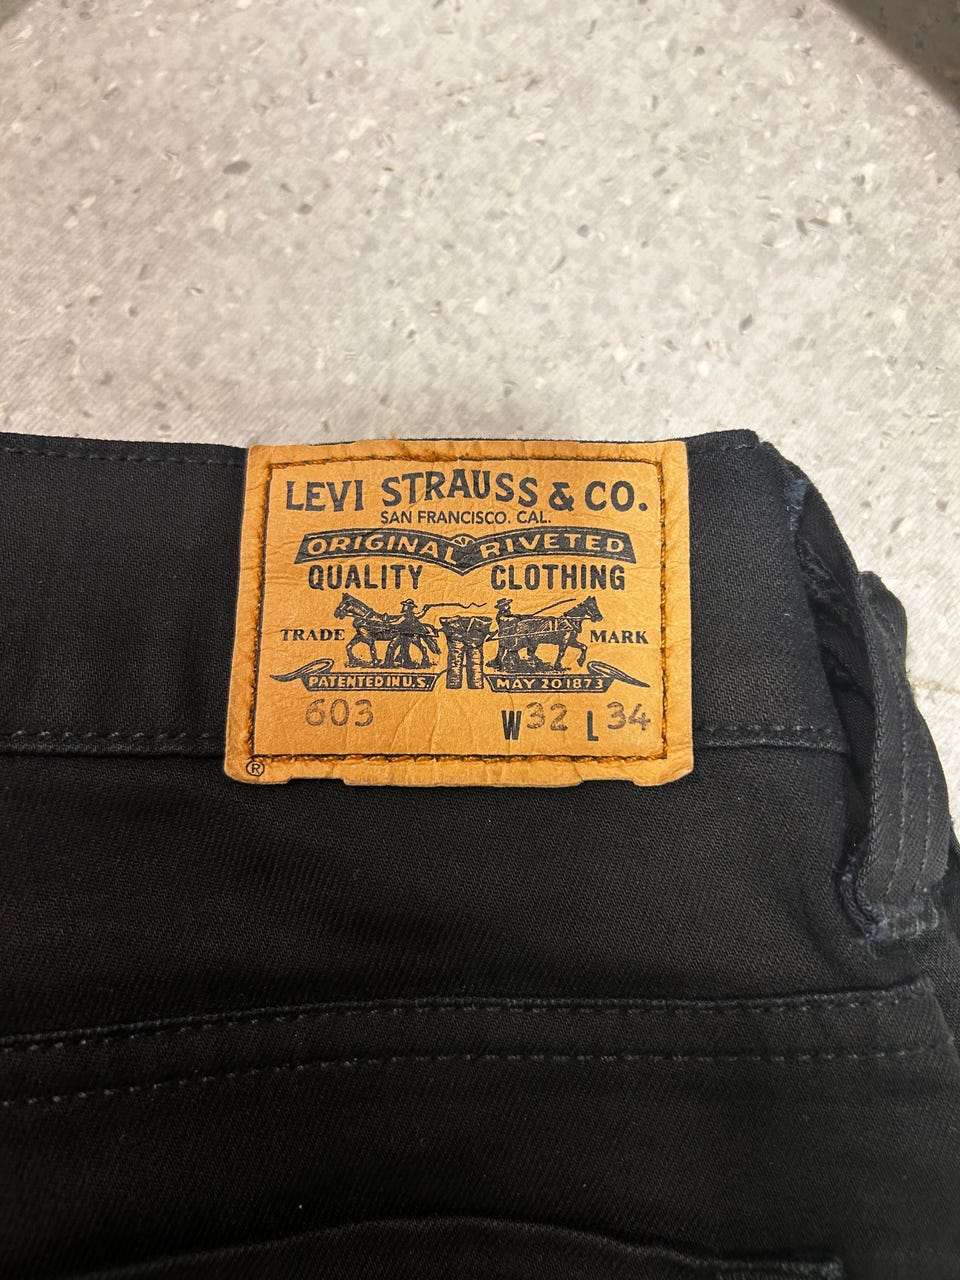 LEVI STRAUSS & CO.
SAN FRANCISCO. CAL.
ORIGINAL RIVETED
QUALITY CLOTHING
TRADE MARK
PATENTED IN U.S. MAY 20 1873
603 W32 L34
®